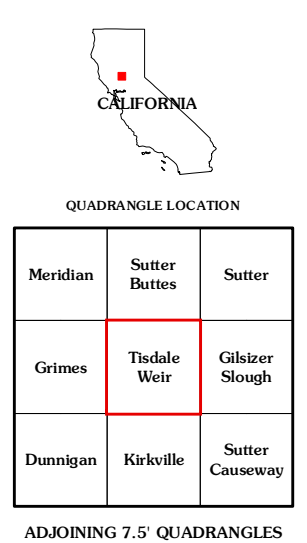 CALIFORNIA
QUADRANGLE LOCATION
Meridian
Sutter
Buttes
Sutter
Grimes
Tisdale
Weir
Gilsizer
Slough
Dunnigan
Kirkville
Sutter
Causeway
ADJOINING 7.5' QUADRANGLES